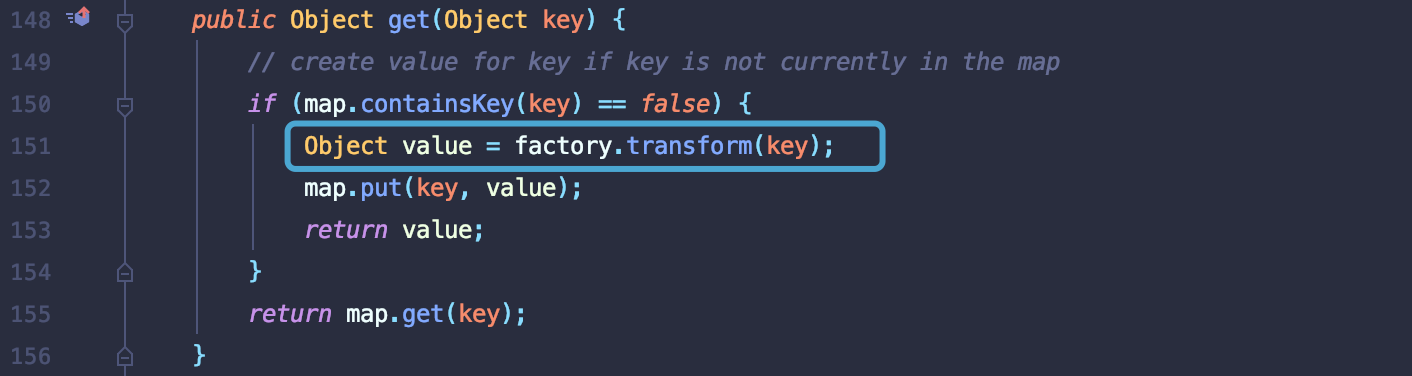 148 public Object get(Object key) {
149 // create value for key if key is not currently in the map
150 if (map.containsKey(key) == false) {
151 Object value = factory.transform(key);
152 map.put(key, value);
153 return value;
154 }
155 return map.get(key);
156 }